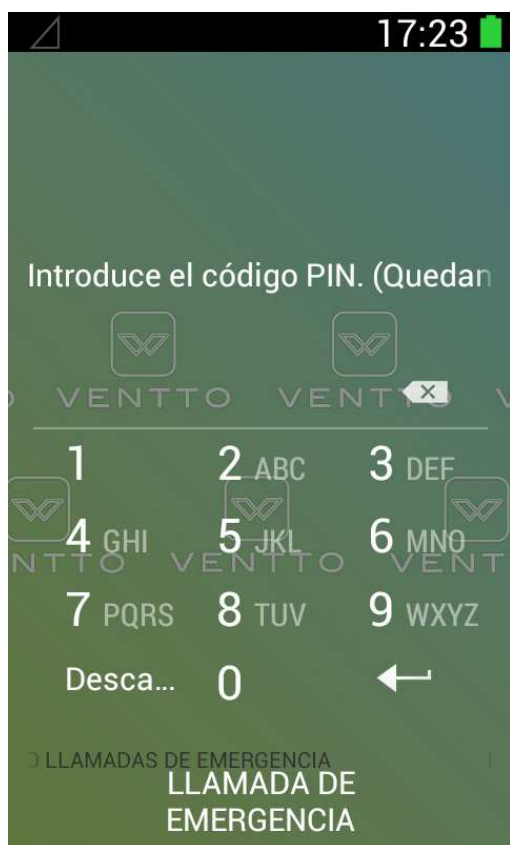 17:23
Introduce el código PIN. (Quedan
VENTTO VENTTO V
1 2 ABC 3 DEF
4 GHI 5 JKL 6 MNO
NTTO VENTTO VENT
7 PQRS 8 TUV 9 WXYZ
Desca... 0
O LLAMADAS DE EMERGENCIA
LLAMADA DE
EMERGENCIA